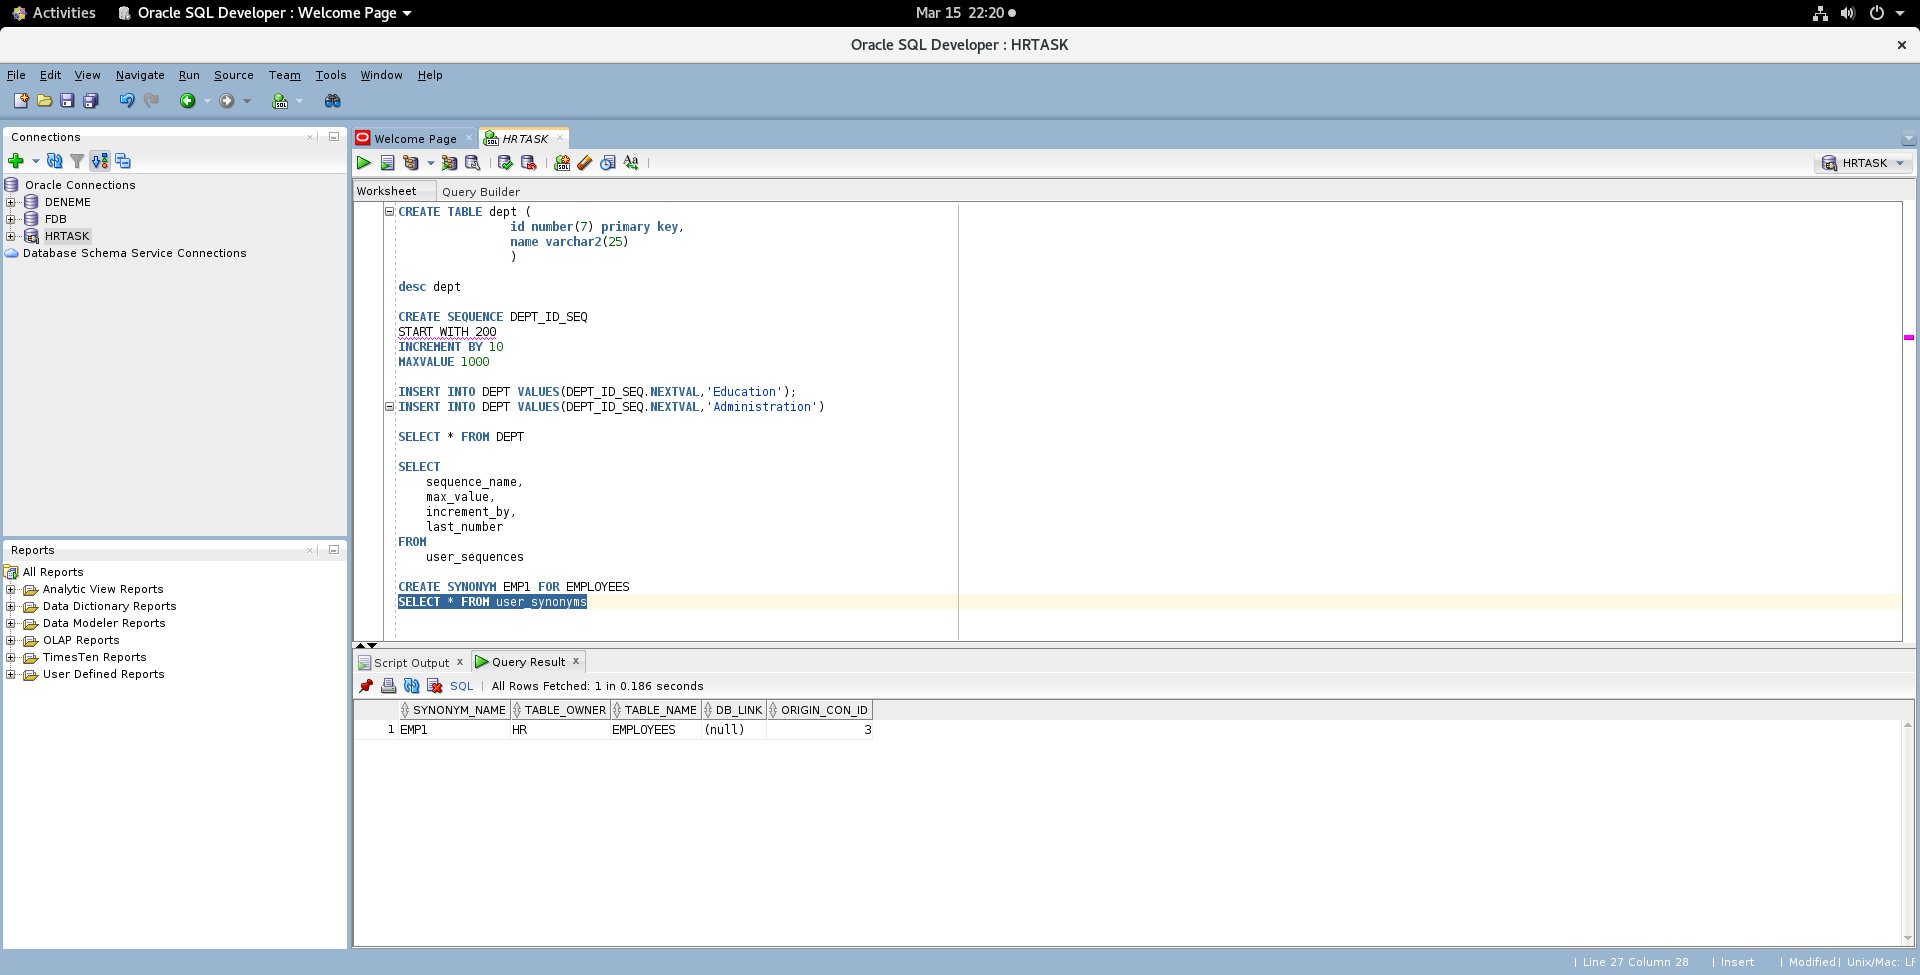 Activities
Oracle SQL Developer : Welcome Page
Mar 15 22:20
Oracle SQL Developer : HRTASK
File Edit View Navigate Run Source Team Tools Window Help
Connections
Oracle Connections
DENEME
FDB
HRTASK
Database Schema Service Connections
Reports
All Reports
Analytic View Reports
Data Dictionary Reports
Data Modeler Reports
OLAP Reports
TimesTen Reports
User Defined Reports
Welcome Page
HRTASK
HRTASK
Worksheet
Query Builder
CREATE TABLE dept (
id number(7) primary key,
name varchar2(25)
)
desc dept
CREATE SEQUENCE DEPT_ID_SEQ
START WITH 200
INCREMENT BY 10
MAXVALUE 1000
INSERT INTO DEPT VALUES(DEPT_ID_SEQ.NEXTVAL,'Education');
INSERT INTO DEPT VALUES(DEPT_ID_SEQ.NEXTVAL,'Administration')
SELECT * FROM DEPT
SELECT
sequence_name,
max_value,
increment_by,
last_number
FROM
user_sequences
CREATE SYNONYM EMP1 FOR EMPLOYEES
SELECT * FROM user_synonyms
Script Output
Query Result
SQL | All Rows Fetched: 1 in 0.186 seconds
SYNONYM_NAME TABLE_OWNER TABLE_NAME DB_LINK ORIGIN_CON_ID
1 EMP1 HR EMPLOYEES (null) 3
| Line 27 Column 28 | Insert | Modified | Unix/Mac: LF